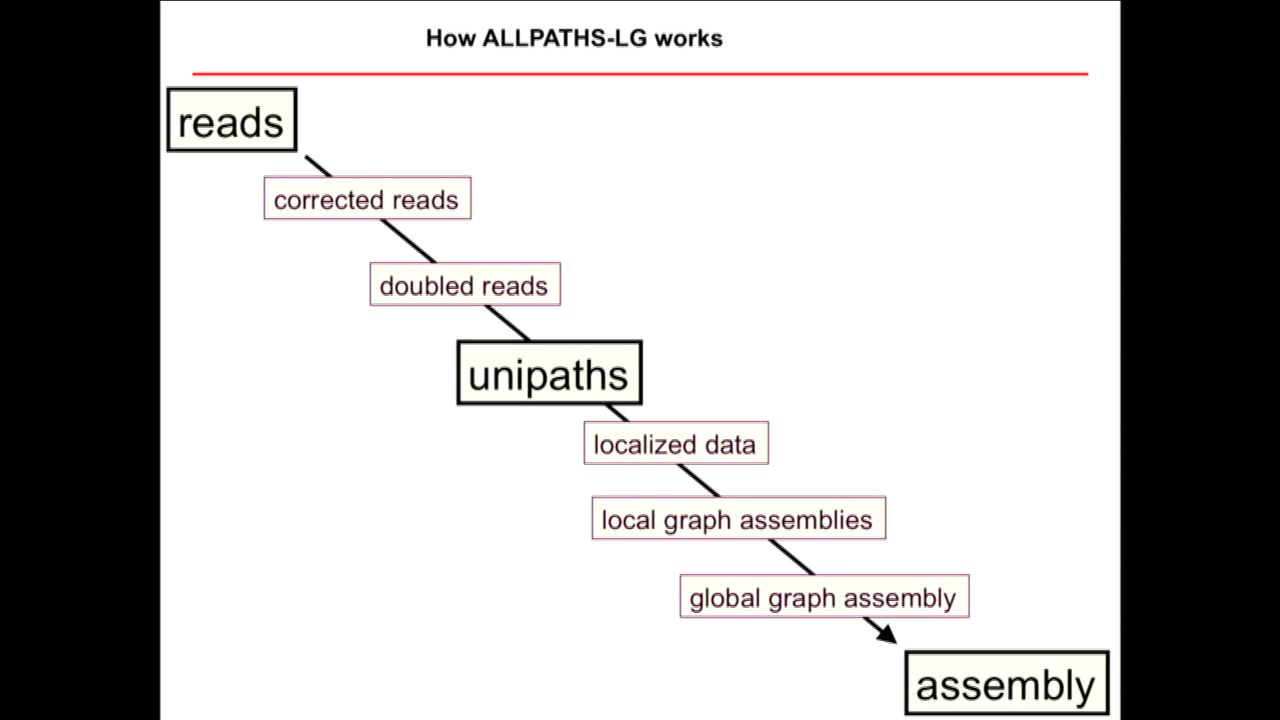 How ALLPATHS-LG works
reads
corrected reads
doubled reads
unipaths
localized data
local graph assemblies
global graph assembly
assembly